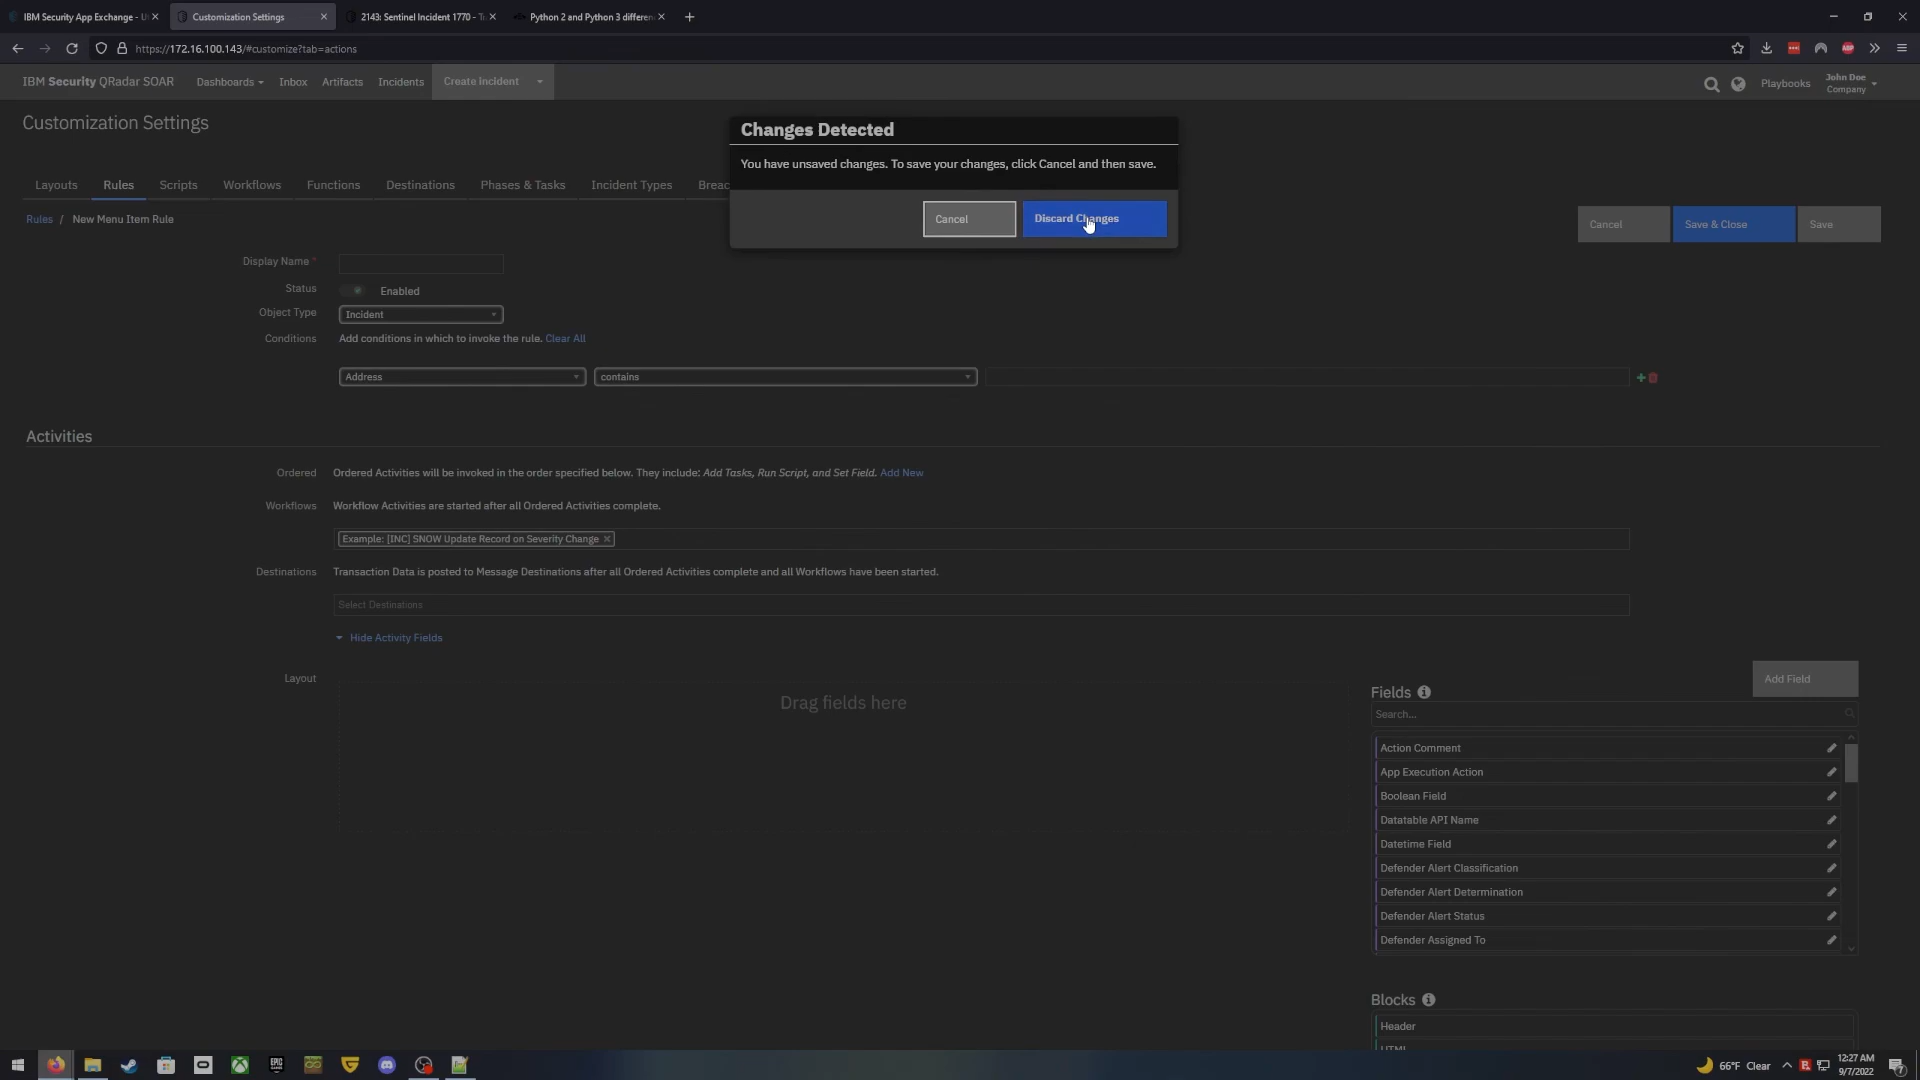 IBM Security App Exchange - U
Customization Settings
2143: Sentinel Incident 1770 - T
Python 2 and Python 3 differen
https://172.16.100.143/#customize?tab=actions
IBM Security QRadar SOAR
Dashboards
Inbox
Artifacts
Incidents
Create Incident
Playbooks
John Doe
Company
Customization Settings
Changes Detected
You have unsaved changes. To save your changes, click Cancel and then save.
Cancel
Discard Changes
Layouts
Rules
Scripts
Workflows
Functions
Destinations
Phases & Tasks
Incident Types
Breac
Rules / New Menu Item Rule
Cancel
Save & Close
Save
Display Name *
Status
Enabled
Object Type
Incident
Conditions
Add conditions in which to invoke the rule. Clear All
Address
contains
Activities
Ordered
Ordered Activities will be invoked in the order specified below. They include: Add Tasks, Run Script, and Set Field. Add New
Workflows
Workflow Activities are started after all Ordered Activities complete.
Example: [INC] SNOW Update Record on Severity Change
Destinations
Transaction Data is posted to Message Destinations after all Ordered Activities complete and all Workflows have been started.
Select Destinations
Hide Activity Fields
Layout
Drag fields here
Add Field
Fields
Search...
Action Comment
App Execution Action
Boolean Field
Datatable API Name
Datetime Field
Defender Alert Classification
Defender Alert Determination
Defender Alert Status
Defender Assigned To
Blocks
Header
HTML
66°F Clear
12:27 AM
9/7/2022